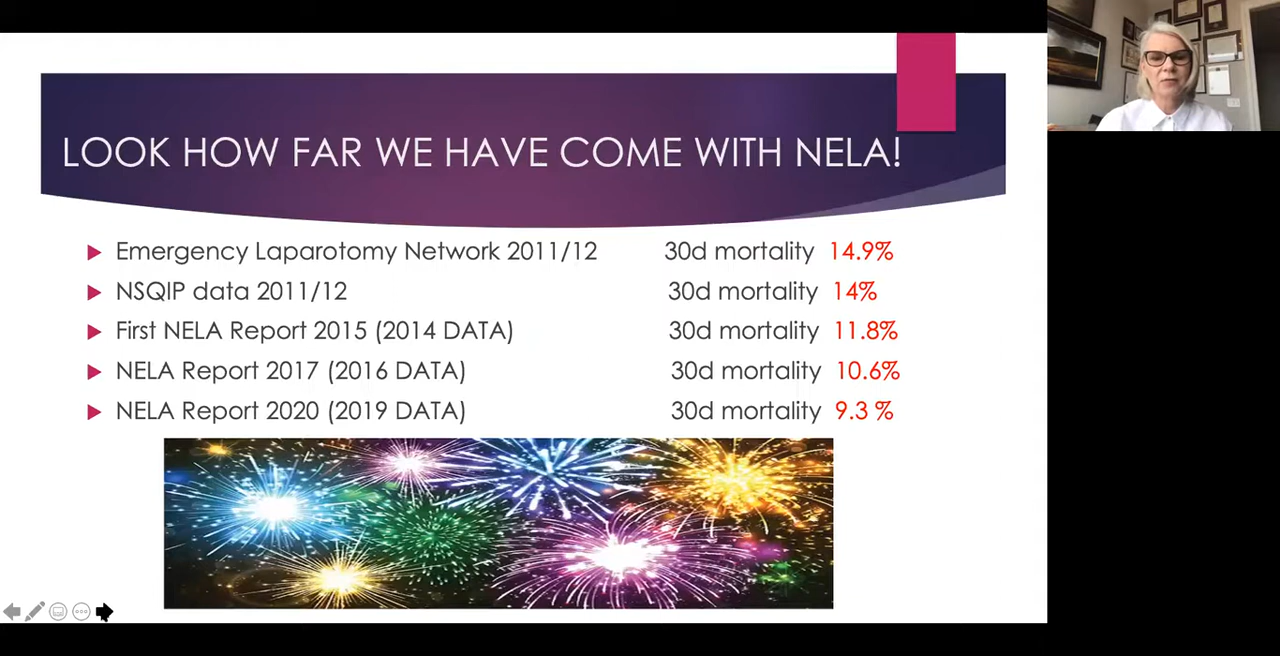 LOOK HOW FAR WE HAVE COME WITH NELA!
Emergency Laparotomy Network 2011/12 30d mortality 14.9%
NSQIP data 2011/12 30d mortality 14%
First NELA Report 2015 (2014 DATA) 30d mortality 11.8%
NELA Report 2017 (2016 DATA) 30d mortality 10.6%
NELA Report 2020 (2019 DATA) 30d mortality 9.3 %